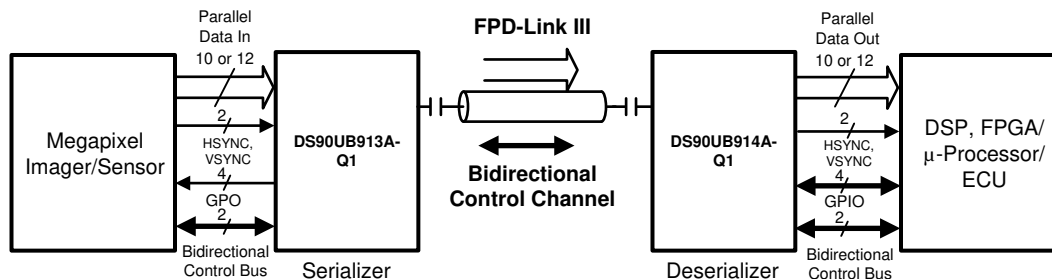 Parallel
Data In
10 or 12
2
HSYNC,
VSYNC
4
GPO
2
Bidirectional
Control Bus
Megapixel
Imager/Sensor
DS90UB913A-
Q1
Serializer
FPD-Link III
Bidirectional
Control Channel
DS90UB914A-
Q1
Deserializer
Parallel
Data Out
10 or 12
2
HSYNC,
VSYNC
4
GPIO
2
Bidirectional
Control Bus
DSP, FPGA/
μ-Processor/
ECU